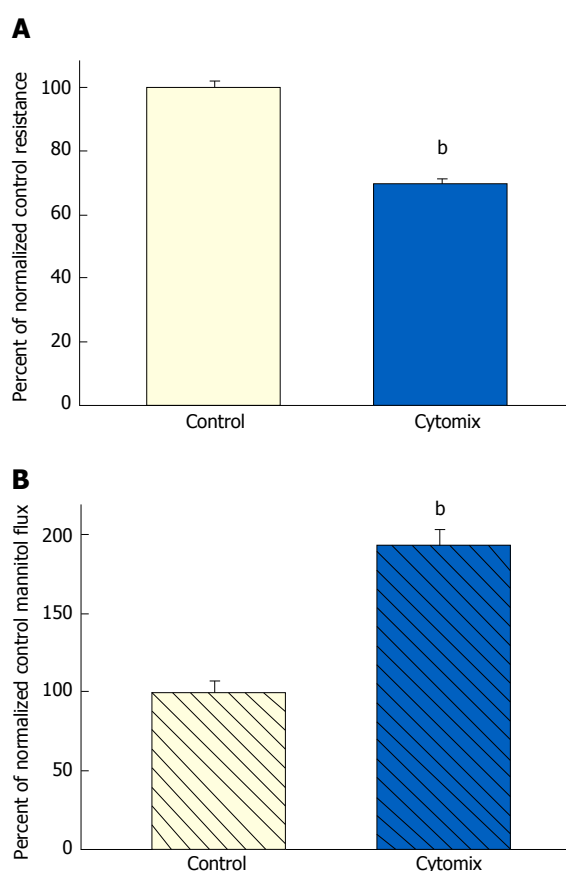 A
Percent of normalized control resistance
100
80
60
40
20
0
b
Control
Cytomix
B
Percent of normalized control mannitol flux
200
150
100
50
0
b
Control
Cytomix